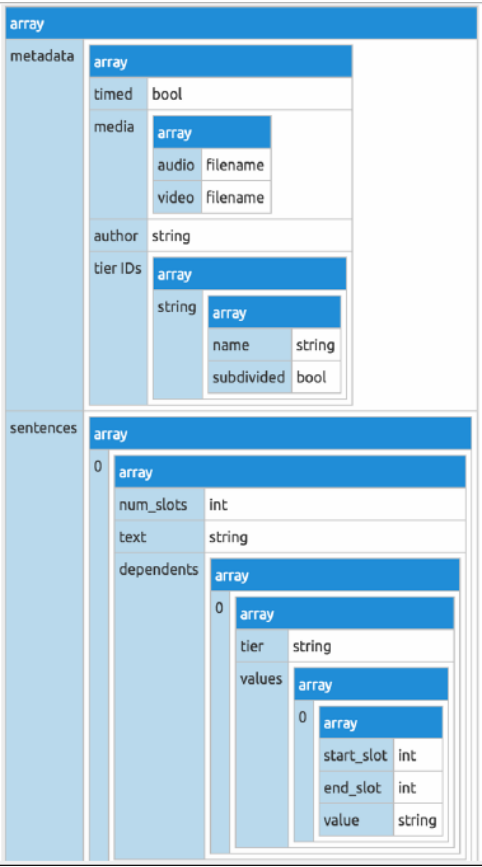 array
metadata array
timed bool
media array
audio filename
video filename
author string
tier IDs array
string array
name string
subdivided bool
sentences array
0 array
num_slots int
text string
dependents array
0 array
tier string
values array
0 array
start_slot int
end_slot int
value string